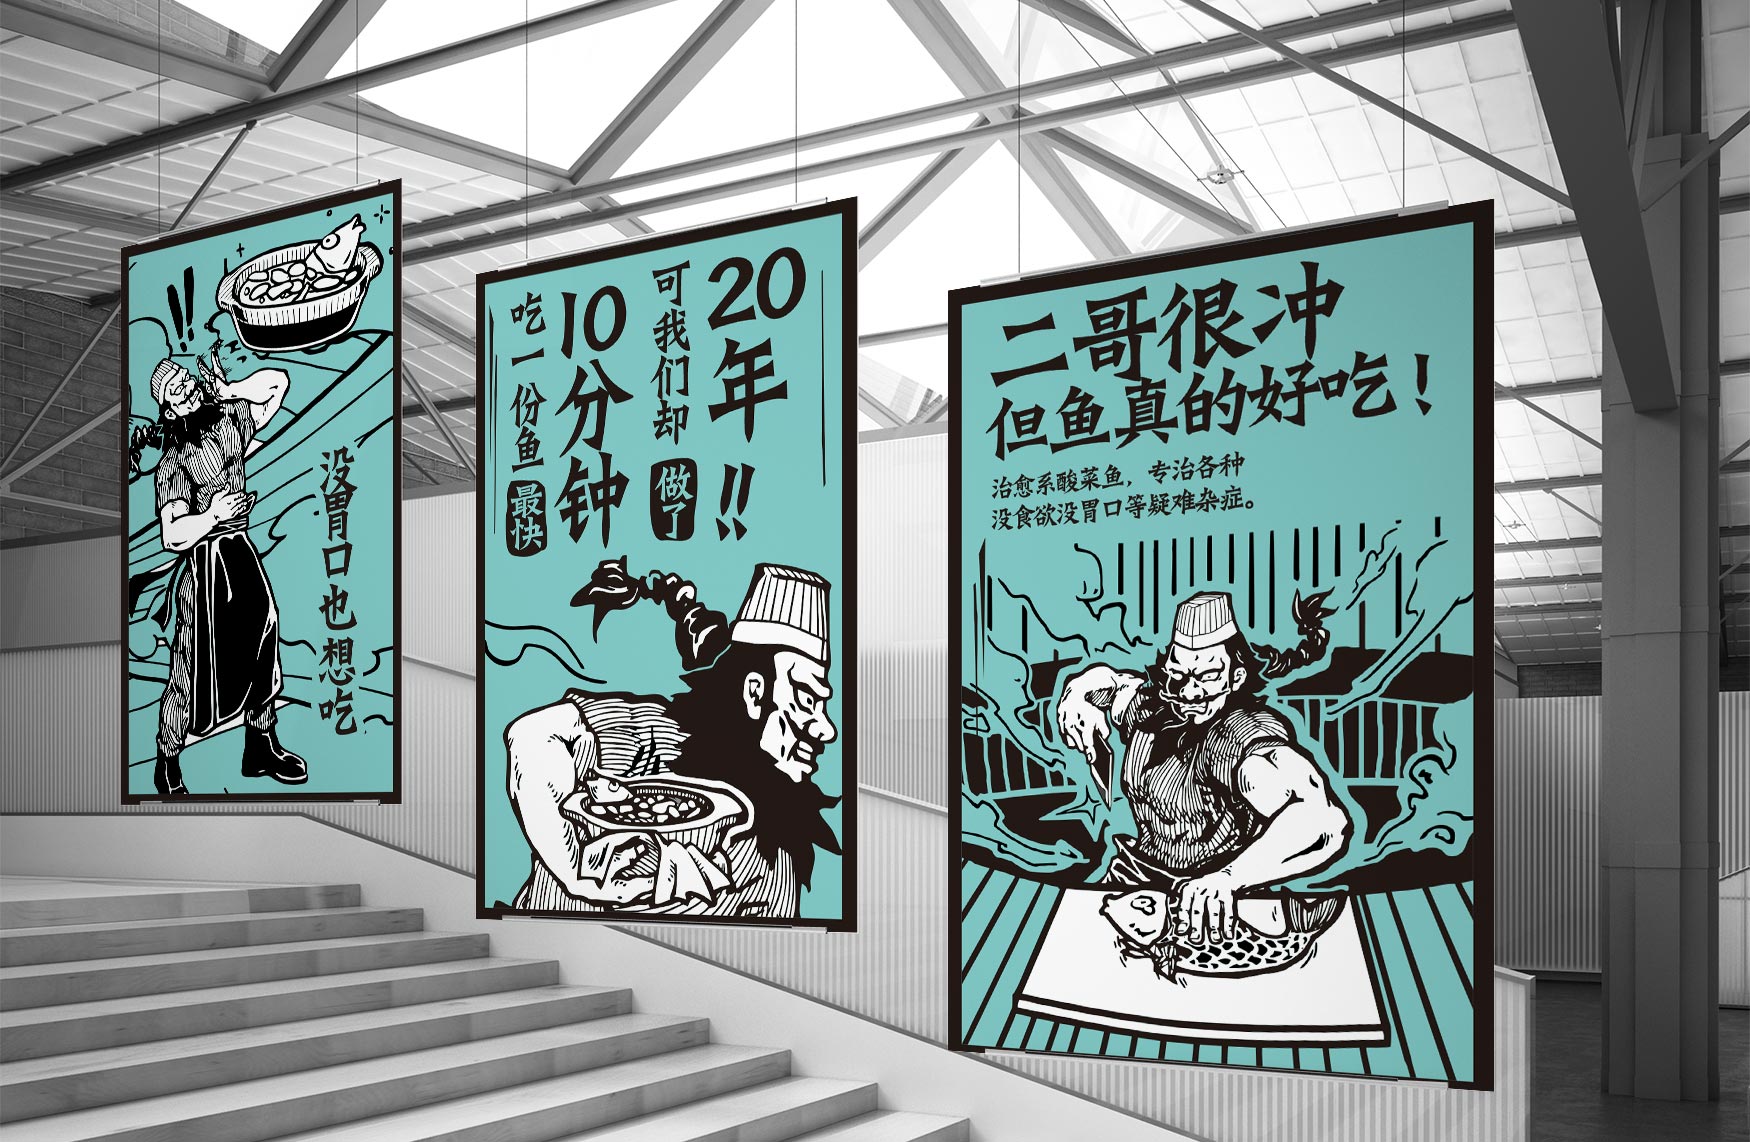 !!
没胃口也想吃
吃一份鱼最快
10分钟
可我们却做了
20年!!
二哥很冲
但鱼真的好吃！
治愈系酸菜鱼，专治各种
没食欲没胃口等疑难杂症。